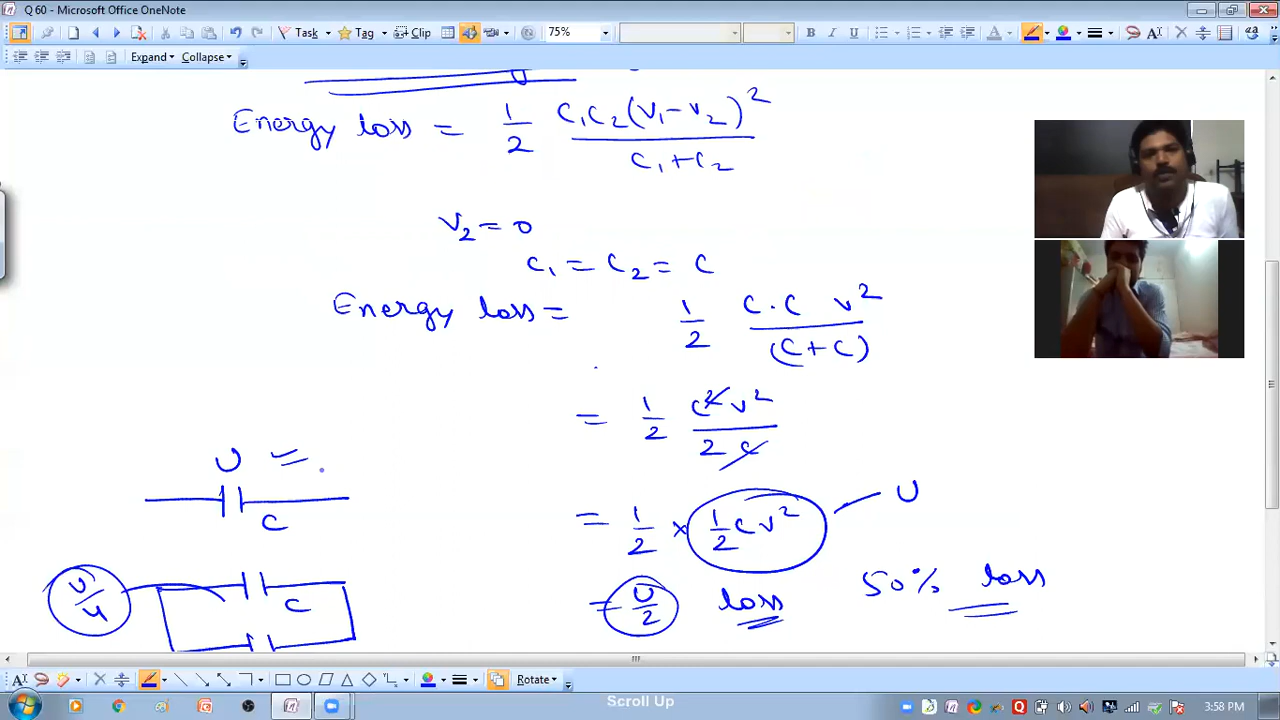 Q 60 - Microsoft OneNote
Task Tag Clip 75%
Expand Collapse
Energy loss = 1/2 C₁C₂(V₁-V₂)² / C₁+C₂
V₂ = 0
C₁ = C₂ = C
Energy loss = 1/2 C·C V² / (C+C)
= 1/2 C²V² / 2C
U =
C
= 1/2 × 1/2 CV² U
U/4 C
= U/2 loss 50% loss
Rotate
Scroll Up
3:58 PM